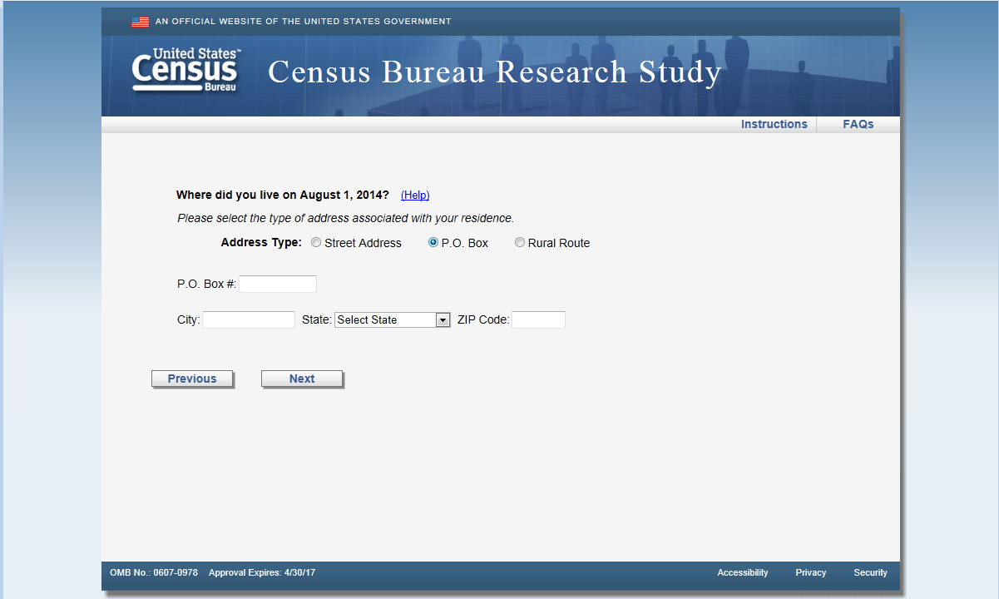 AN OFFICIAL WEBSITE OF THE UNITED STATES GOVERNMENT
United States™
Census
Bureau
Census Bureau Research Study
Instructions FAQs
Where did you live on August 1, 2014? (Help)
Please select the type of address associated with your residence.
Address Type: Street Address P.O. Box Rural Route
P.O. Box #:
City: State: Select State ZIP Code:
Previous Next
OMB No.: 0607-0978 Approval Expires: 4/30/17 Accessibility Privacy Security